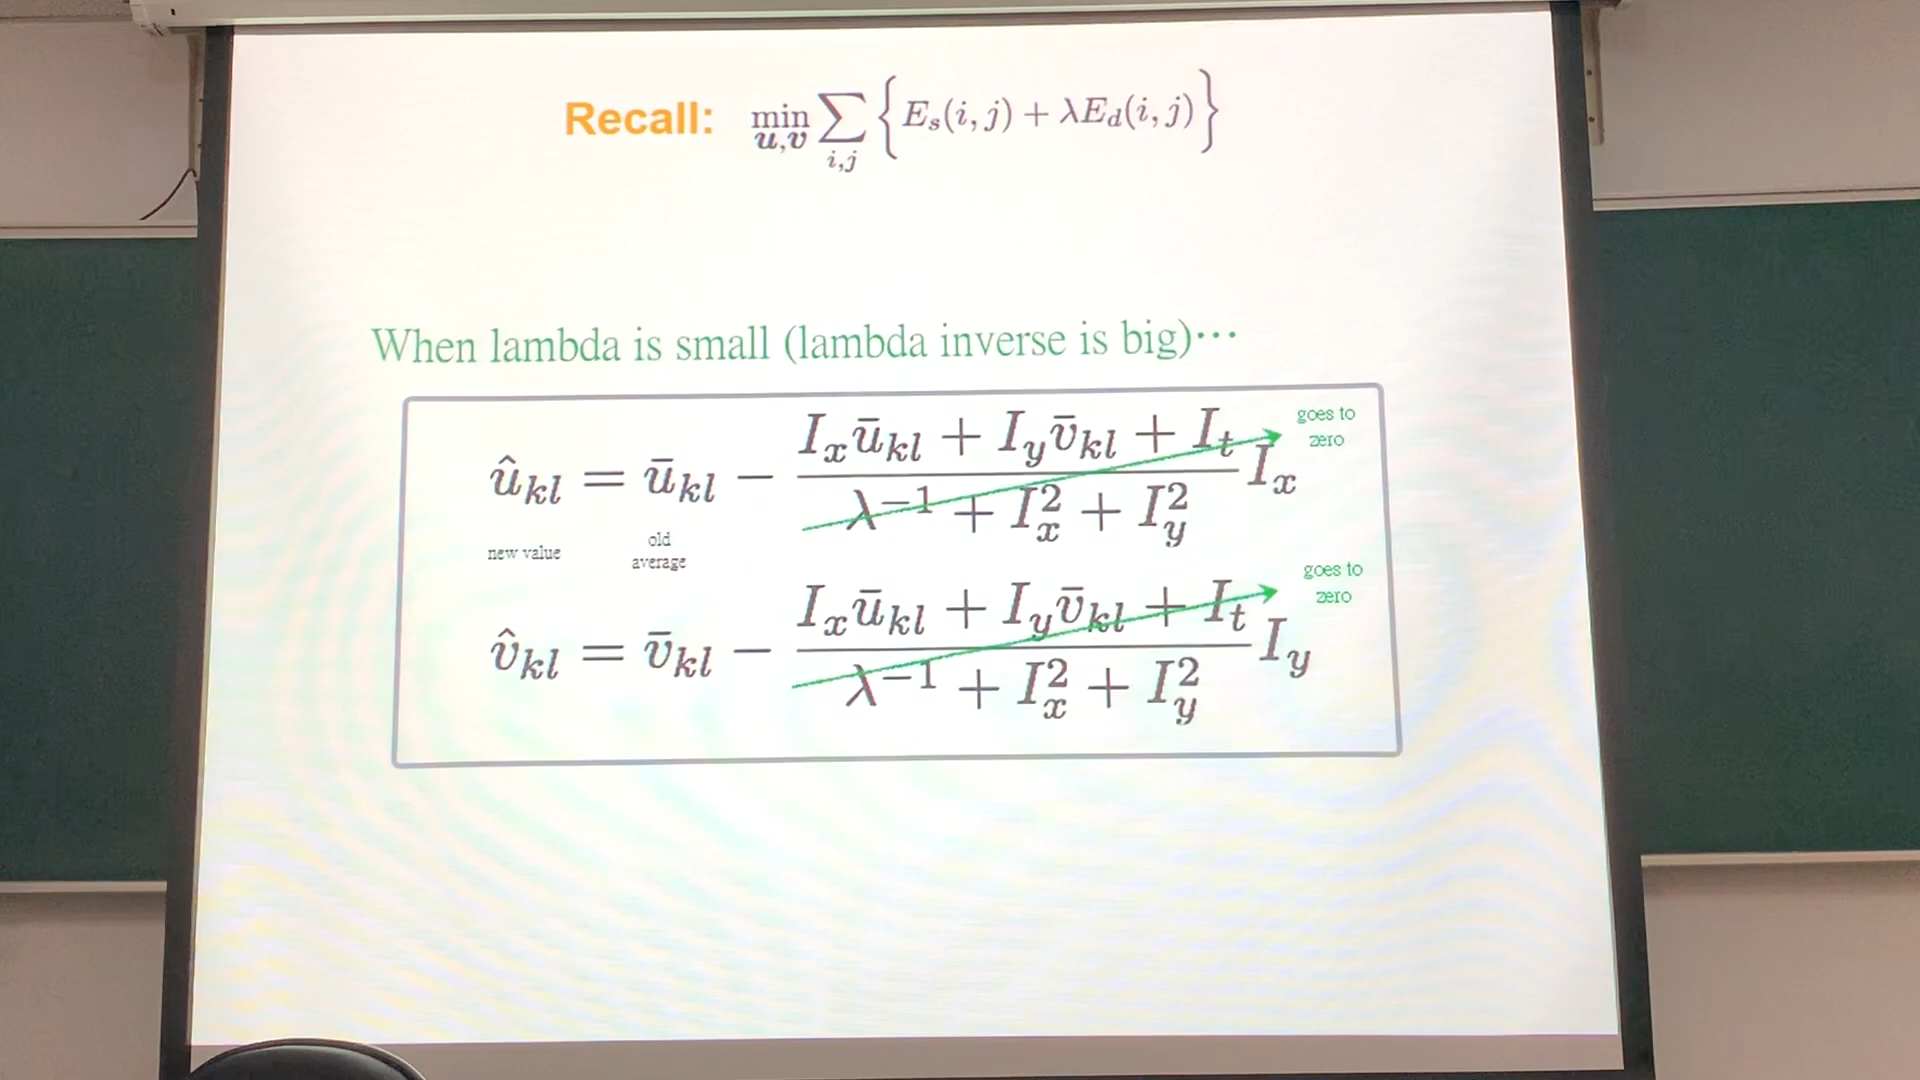 Recall: min u,v ∑ i,j { E_s(i, j) + λE_d(i, j) }
When lambda is small (lambda inverse is big)⋯
û_kl = ū_kl − (I_x ū_kl + I_y v̄_kl + I_t) / (λ^−1 + I_x^2 + I_y^2) I_x
goes to
zero
new value
old
average
v̂_kl = v̄_kl − (I_x ū_kl + I_y v̄_kl + I_t) / (λ^−1 + I_x^2 + I_y^2) I_y
goes to
zero